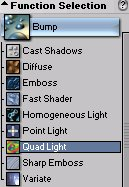 Function Selection
?
Bump
Cast Shadows
Diffuse
Emboss
Fast Shader
Homogeneous Light
Point Light
Quad Light
Sharp Emboss
Variate